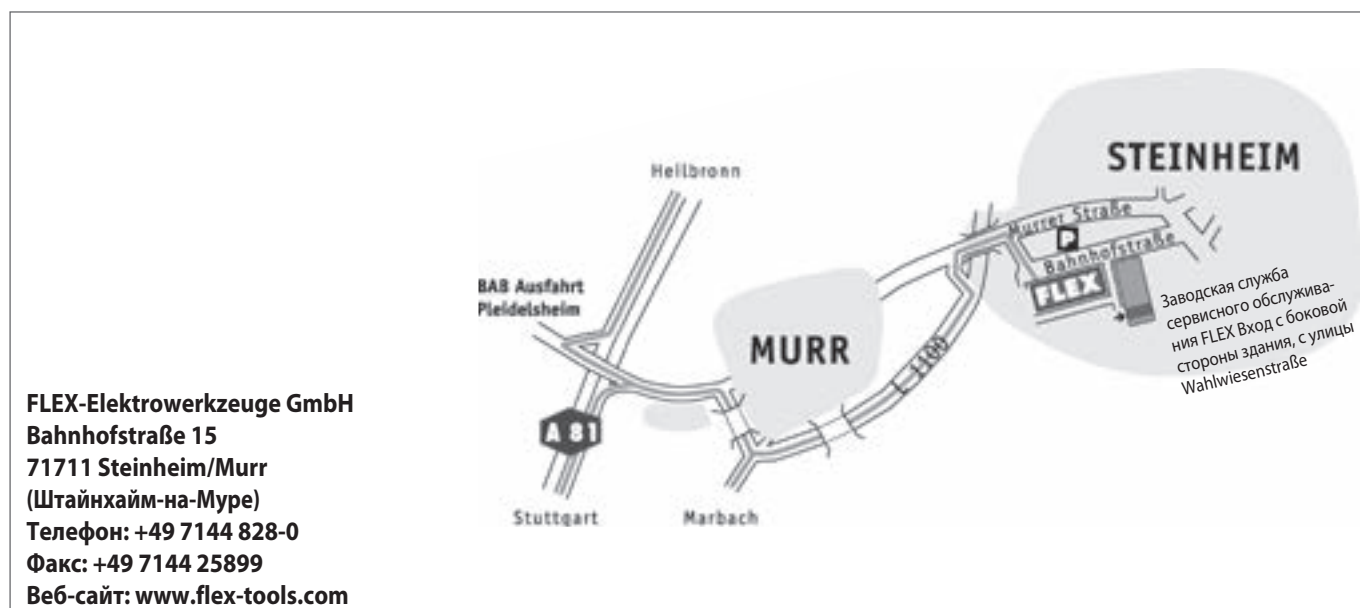 STEINHEIM
Heilbronn
Murrer Straße
P
Bahnhofstraße
BAB Ausfahrt
Pleidelsheim
FLEX
Заводская служба
сервисного обслужива-
ния FLEX Вход с боковой
стороны здания, с улицы
Wahlwiesenstraße
MURR
L 1100
A 81
Stuttgart
Marbach
FLEX-Elektrowerkzeuge GmbH
Bahnhofstraße 15
71711 Steinheim/Murr
(Штайнхайм-на-Муре)
Телефон: +49 7144 828-0
Факс: +49 7144 25899
Веб-сайт: www.flex-tools.com